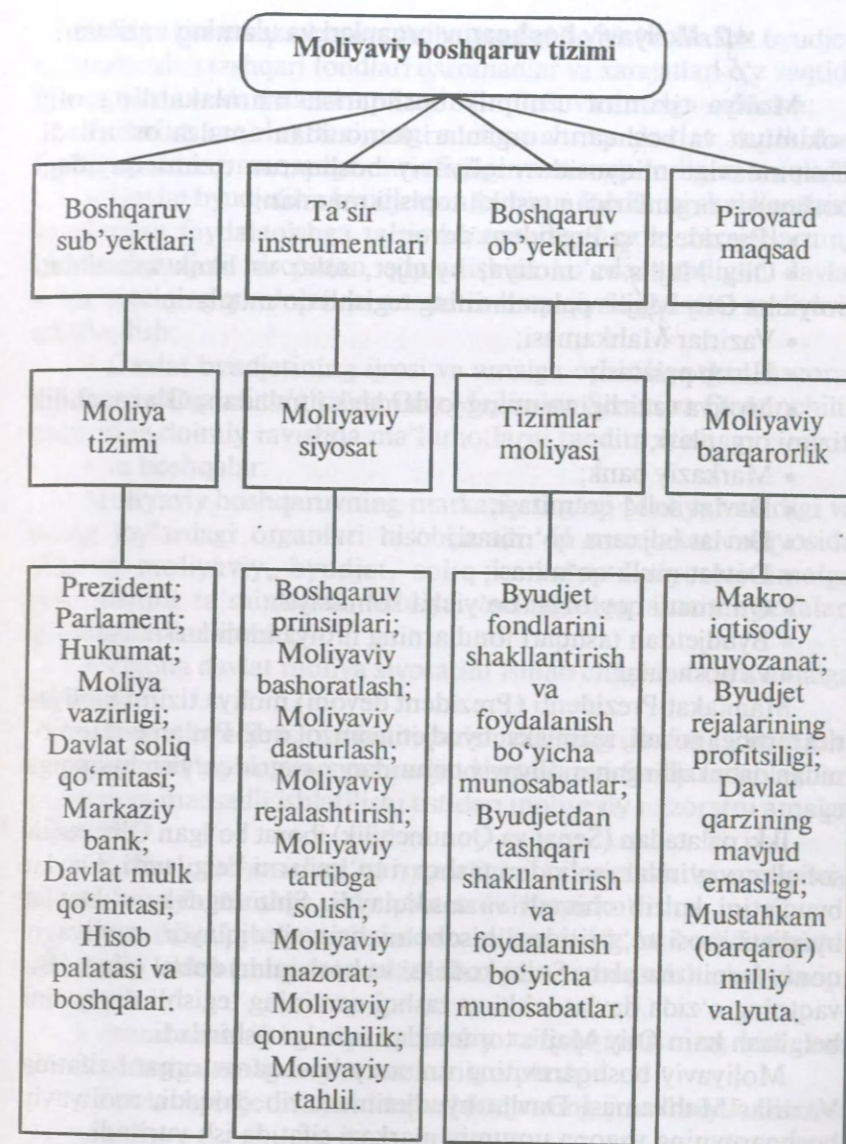 Moliyaviy boshqaruv tizimi
Boshqaruv
sub'yektlari
Ta'sir
instrumentlari
Boshqaruv
ob'yektlari
Pirovard
maqsad
Moliya
tizimi
Moliyaviy
siyosat
Tizimlar
moliyasi
Moliyaviy
barqarorlik
Prezident;
Parlament;
Hukumat;
Moliya
vazirligi;
Davlat soliq
qo‘mitasi;
Markaziy
bank;
Davlat mulk
qo‘mitasi;
Hisob
palatasi va
boshqalar.
Boshqaruv
prinsiplari;
Moliyaviy
bashoratlash;
Moliyaviy
dasturlash;
Moliyaviy
rejalashtirish;
Moliyaviy
tartibga
solish;
Moliyaviy
nazorat;
Moliyaviy
qonunchilik;
Moliyaviy
tahlil.
Byudjet
fondlarini
shakllantirish
va
foydalanish
bo‘yicha
munosabatlar;
Byudjetdan
tashqari
shakllantirish
va
foydalanish
bo‘yicha
munosabatlar.
Makro-
iqtisodiy
muvozanat;
Byudjet
rejalarining
profitsiligi;
Davlat
qarzining
mavjud
emasligi;
Mustahkam
(barqaror)
milliy
valyuta.